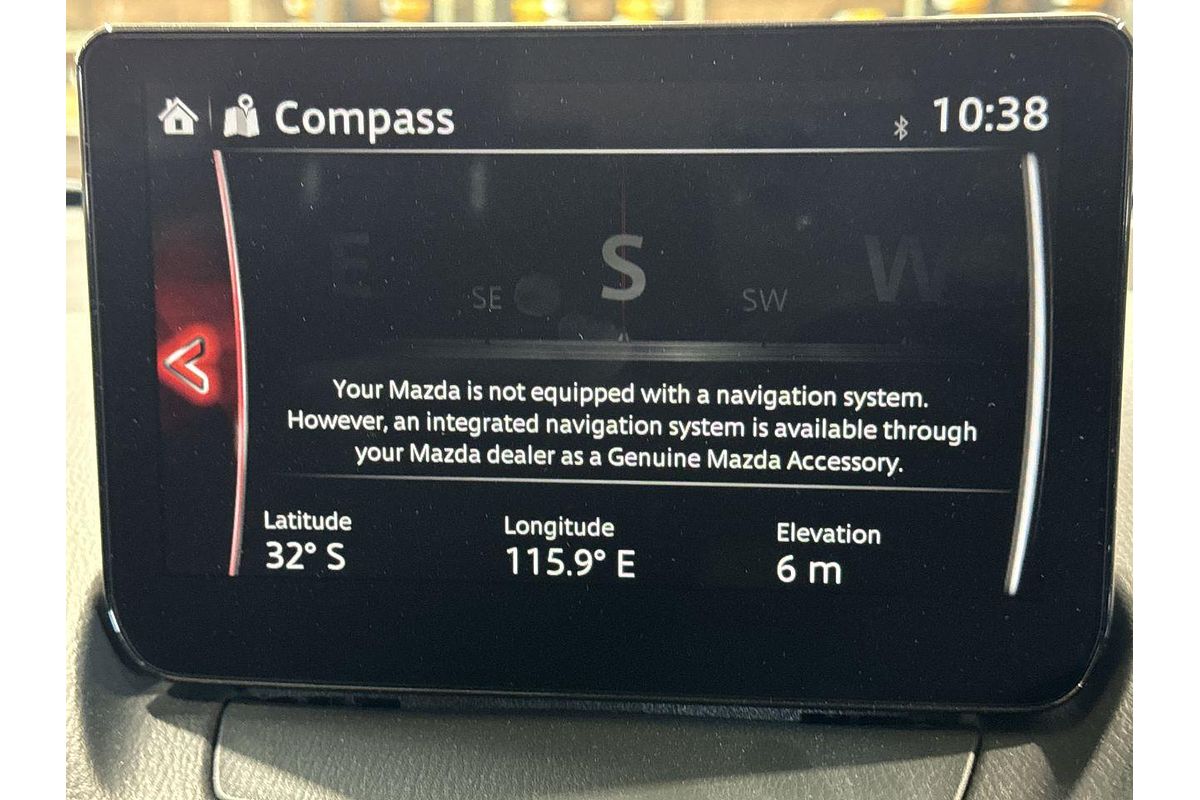 Compass 10:38
E SE S SW W
Your Mazda is not equipped with a navigation system.
However, an integrated navigation system is available through
your Mazda dealer as a Genuine Mazda Accessory.
Latitude Longitude Elevation
32° S 115.9° E 6 m